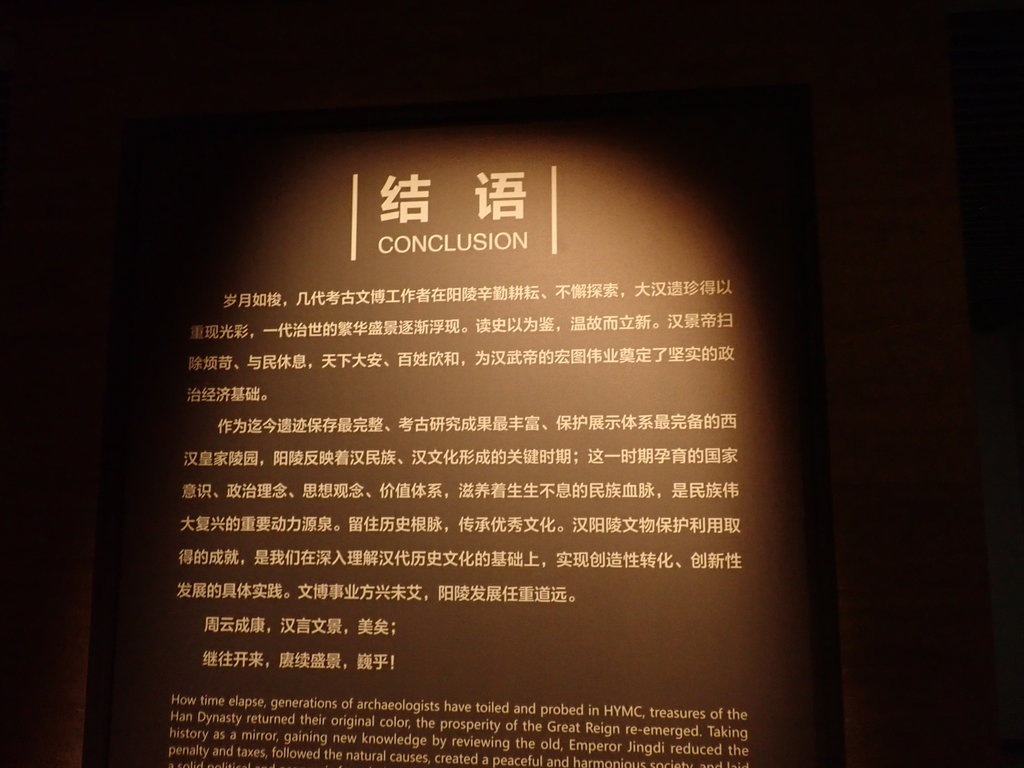 结 语
CONCLUSION
岁月如梭，几代考古文博工作者在阳陵辛勤耕耘、不懈探索，大汉遗珍得以
重现光彩，一代治世的繁华盛景逐渐浮现。读史以为鉴，温故而立新。汉景帝扫
除烦苛、与民休息，天下大安、百姓欣和，为汉武帝的宏图伟业奠定了坚实的政
治经济基础。
作为迄今遗迹保存最完整、考古研究成果最丰富、保护展示体系最完备的西
汉皇家陵园，阳陵反映着汉民族、汉文化形成的关键时期；这一时期孕育的国家
意识、政治理念、思想观念、价值体系，滋养着生生不息的民族血脉，是民族伟
大复兴的重要动力源泉。留住历史根脉，传承优秀文化。汉阳陵文物保护利用取
得的成就，是我们在深入理解汉代历史文化的基础上，实现创造性转化、创新性
发展的具体实践。文博事业方兴未艾，阳陵发展任重道远。
周云成康，汉言文景，美矣；
继往开来，赓续盛景，巍乎！
How time elapse, generations of archaeologists have toiled and probed in HYMC, treasures of the
Han Dynasty returned their original color, the prosperity of the Great Reign re-emerged. Taking
history as a mirror, gaining new knowledge by reviewing the old, Emperor Jingdi reduced the
penalty and taxes, followed the natural causes, created a peaceful and harmonious society, and laid
a solid political and